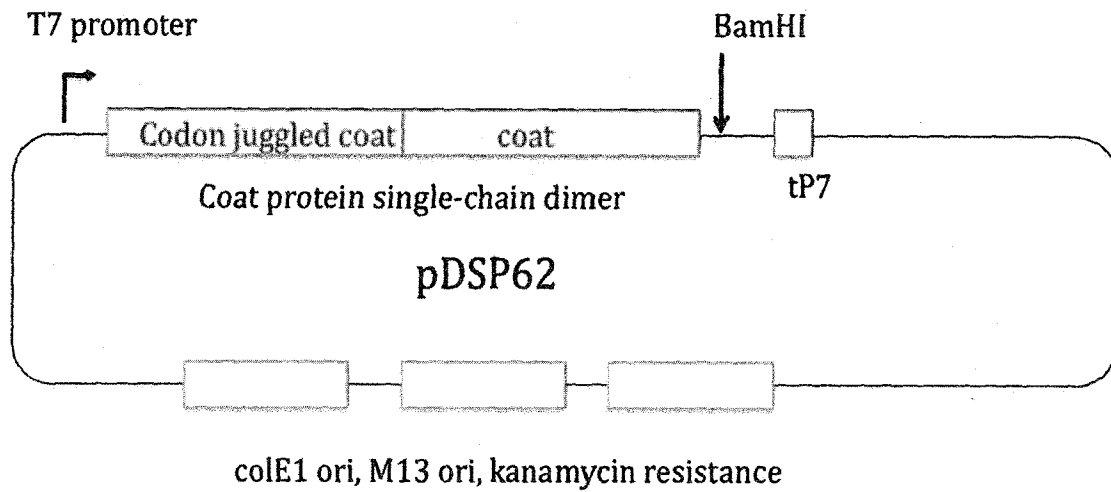 T7 promoter
BamHI
Codon juggled coat
coat
tP7
Coat protein single-chain dimer
pDSP62
colE1 ori, M13 ori, kanamycin resistance